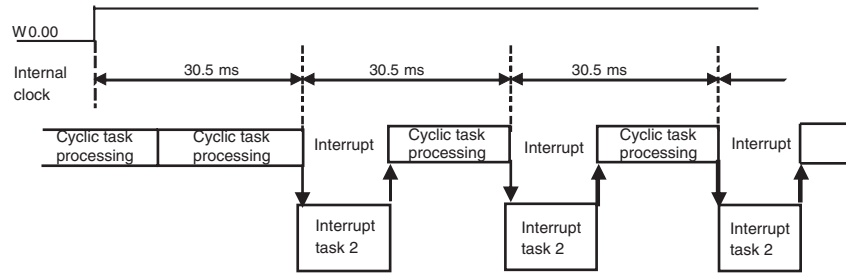 W0.00
Internal
clock
30.5 ms
30.5 ms
30.5 ms
Cyclic task
processing
Cyclic task
processing
Interrupt
Cyclic task
processing
Interrupt
Cyclic task
processing
Interrupt
Interrupt
task 2
Interrupt
task 2
Interrupt
task 2